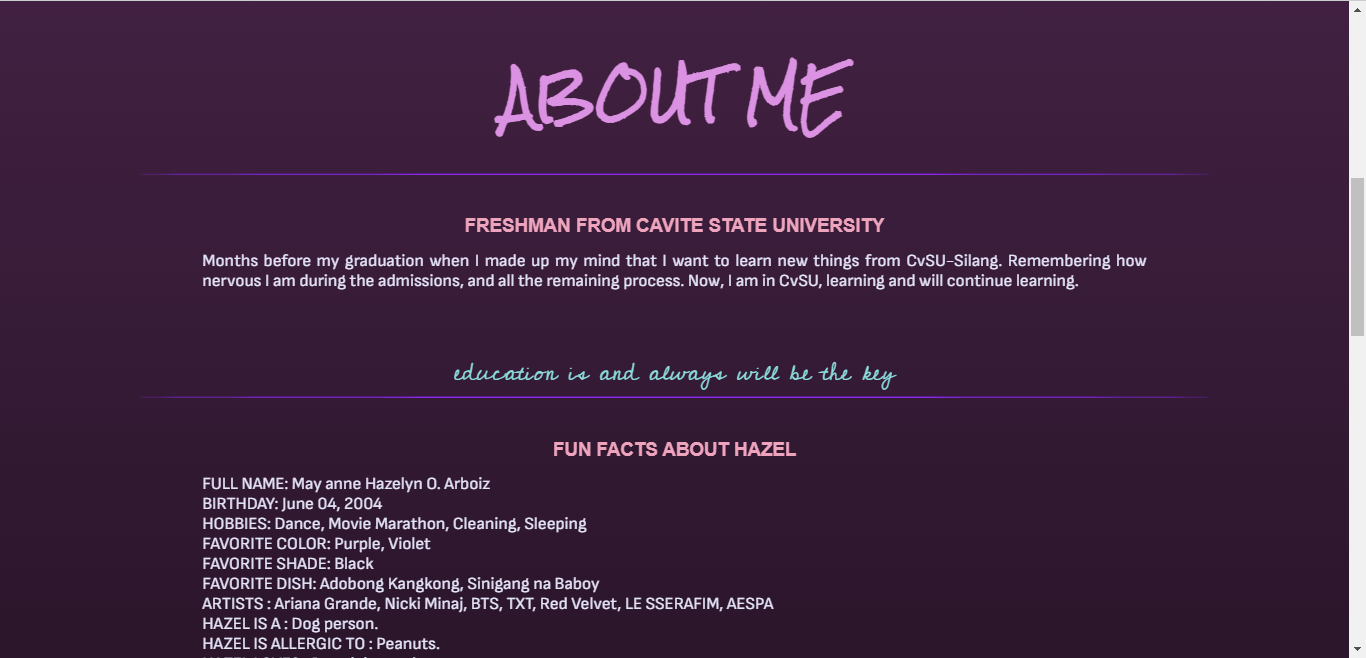 ABOUT ME
FRESHMAN FROM CAVITE STATE UNIVERSITY
Months before my graduation when I made up my mind that I want to learn new things from CvSU-Silang. Remembering how
nervous I am during the admissions, and all the remaining process. Now, I am in CvSU, learning and will continue learning.
education is and always will be the key
FUN FACTS ABOUT HAZEL
FULL NAME: May anne Hazelyn O. Arboiz
BIRTHDAY: June 04, 2004
HOBBIES: Dance, Movie Marathon, Cleaning, Sleeping
FAVORITE COLOR: Purple, Violet
FAVORITE SHADE: Black
FAVORITE DISH: Adobong Kangkong, Sinigang na Baboy
ARTISTS : Ariana Grande, Nicki Minaj, BTS, TXT, Red Velvet, LE SSERAFIM, AESPA
HAZEL IS A : Dog person.
HAZEL IS ALLERGIC TO : Peanuts.